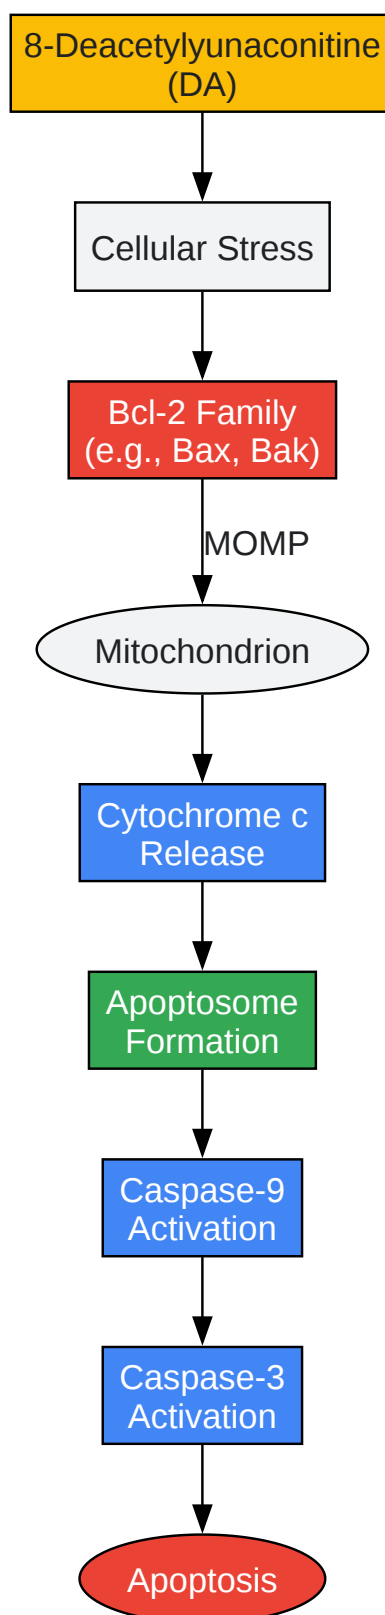 8-Deacetylyunaconitine
(DA)
Cellular Stress
Bcl-2 Family
(e.g., Bax, Bak)
MOMP
Mitochondrion
Cytochrome c
Release
Apoptosome
Formation
Caspase-9
Activation
Caspase-3
Activation
Apoptosis